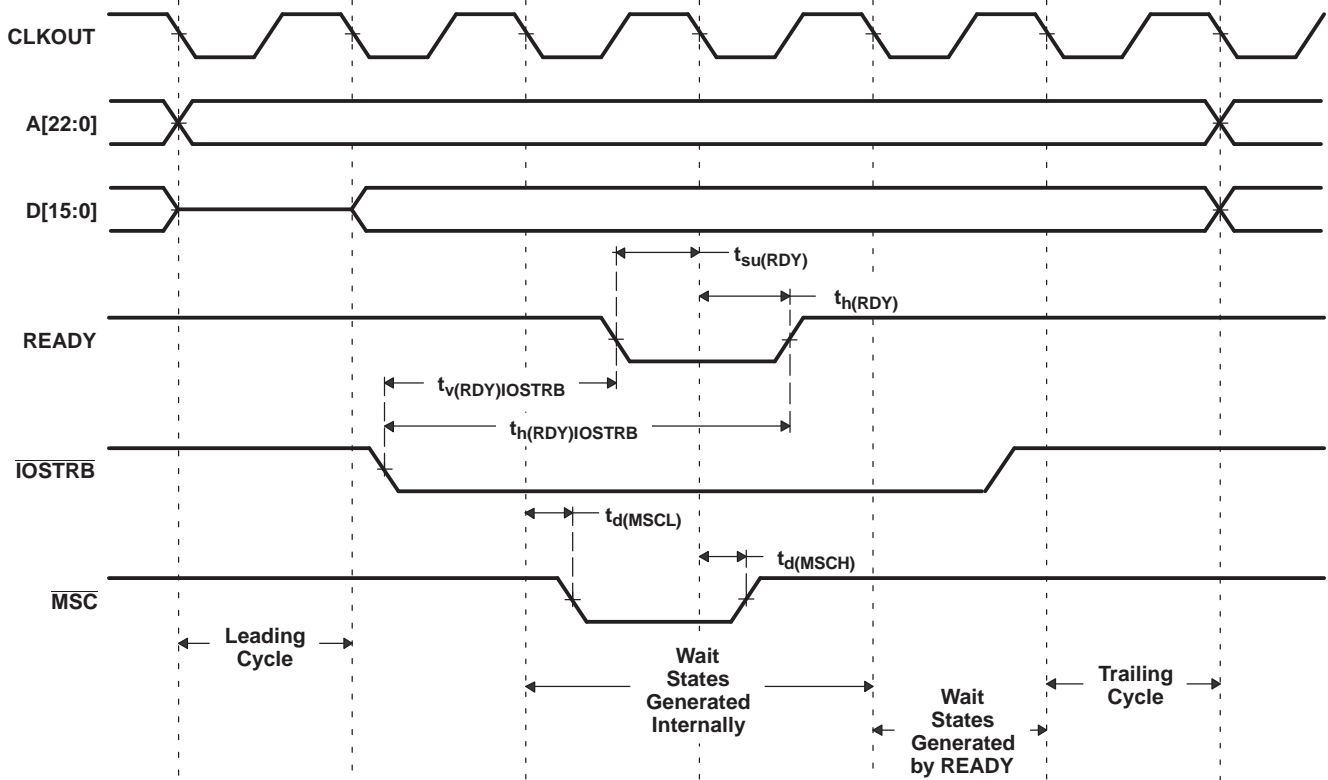 CLKOUT
A[22:0]
D[15:0]
tsu(RDY)
th(RDY)
READY
tv(RDY)IOSTRB
th(RDY)IOSTRB
IOSTRB
td(MSCL)
td(MSCH)
MSC
Leading
Cycle
Wait
States
Generated
Internally
Wait
States
Generated
by READY
Trailing
Cycle